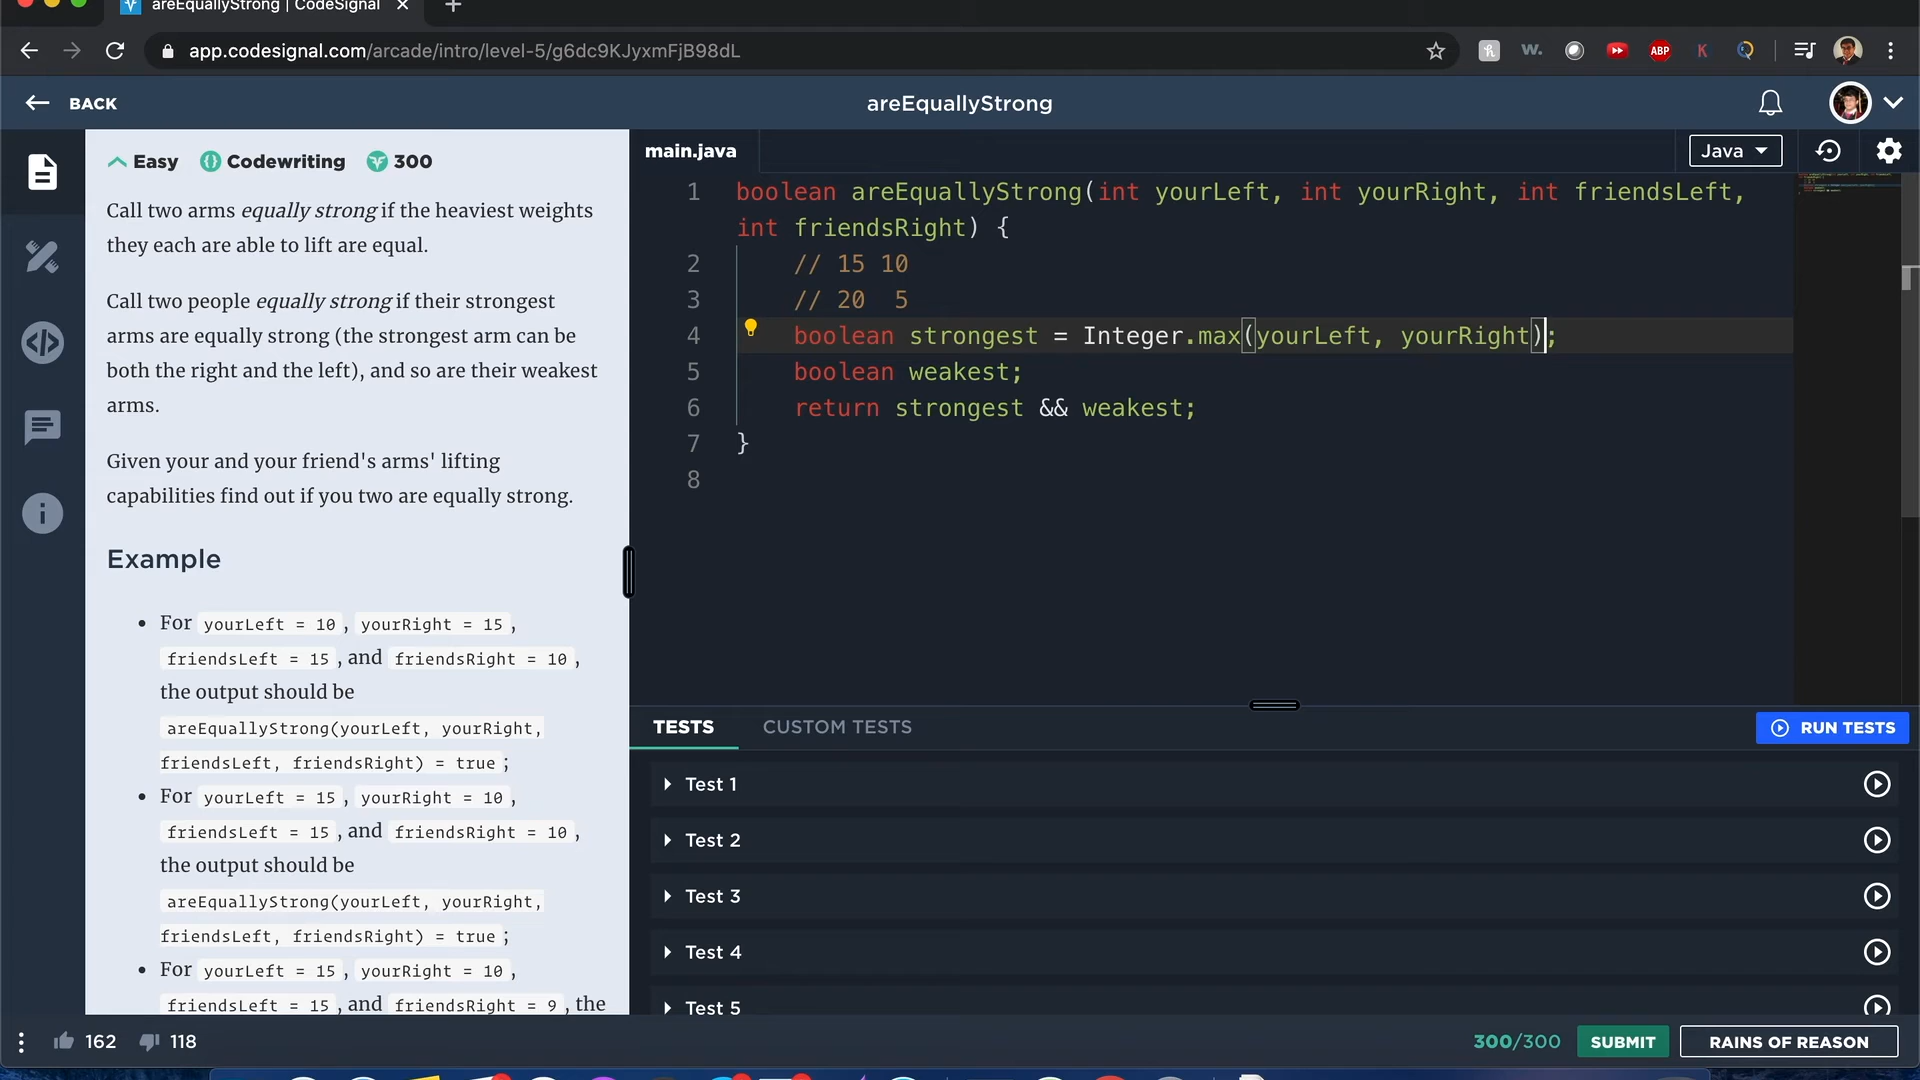 areEquallyStrong | CodeSignal
app.codesignal.com/arcade/intro/level-5/g6dc9KJyxmFjB98dL
w.
ABP
K
BACK
areEquallyStrong
Easy Codewriting 300
Call two arms equally strong if the heaviest weights
they each are able to lift are equal.
Call two people equally strong if their strongest
arms are equally strong (the strongest arm can be
both the right and the left), and so are their weakest
arms.
Given your and your friend's arms' lifting
capabilities find out if you two are equally strong.
Example
For yourLeft = 10, yourRight = 15,
friendsLeft = 15, and friendsRight = 10,
the output should be
areEquallyStrong(yourLeft, yourRight,
friendsLeft, friendsRight) = true;
For yourLeft = 15, yourRight = 10,
friendsLeft = 15, and friendsRight = 10,
the output should be
areEquallyStrong(yourLeft, yourRight,
friendsLeft, friendsRight) = true;
For yourLeft = 15, yourRight = 10,
friendsLeft = 15, and friendsRight = 9, the
main.java
Java
1 boolean areEquallyStrong(int yourLeft, int yourRight, int friendsLeft,
int friendsRight) {
2 // 15 10
3 // 20  5
4 boolean strongest = Integer.max(yourLeft, yourRight);
5 boolean weakest;
6 return strongest && weakest;
7 }
8
TESTS CUSTOM TESTS
RUN TESTS
Test 1
Test 2
Test 3
Test 4
Test 5
162 118
300/300 SUBMIT RAINS OF REASON